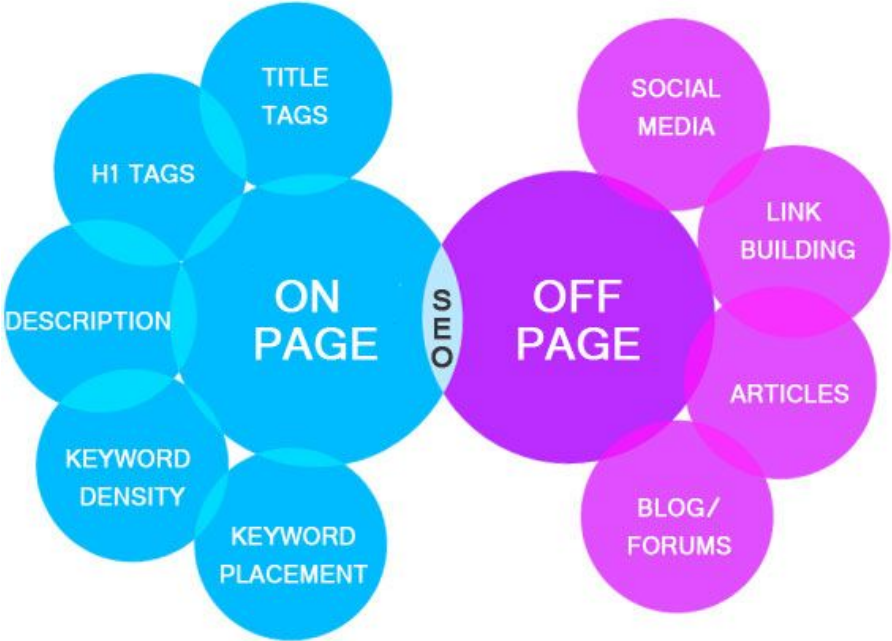 TITLE
TAGS
H1 TAGS
DESCRIPTION
KEYWORD
DENSITY
KEYWORD
PLACEMENT
ON
PAGE
SEO
OFF
PAGE
SOCIAL
MEDIA
LINK
BUILDING
ARTICLES
BLOG/
FORUMS